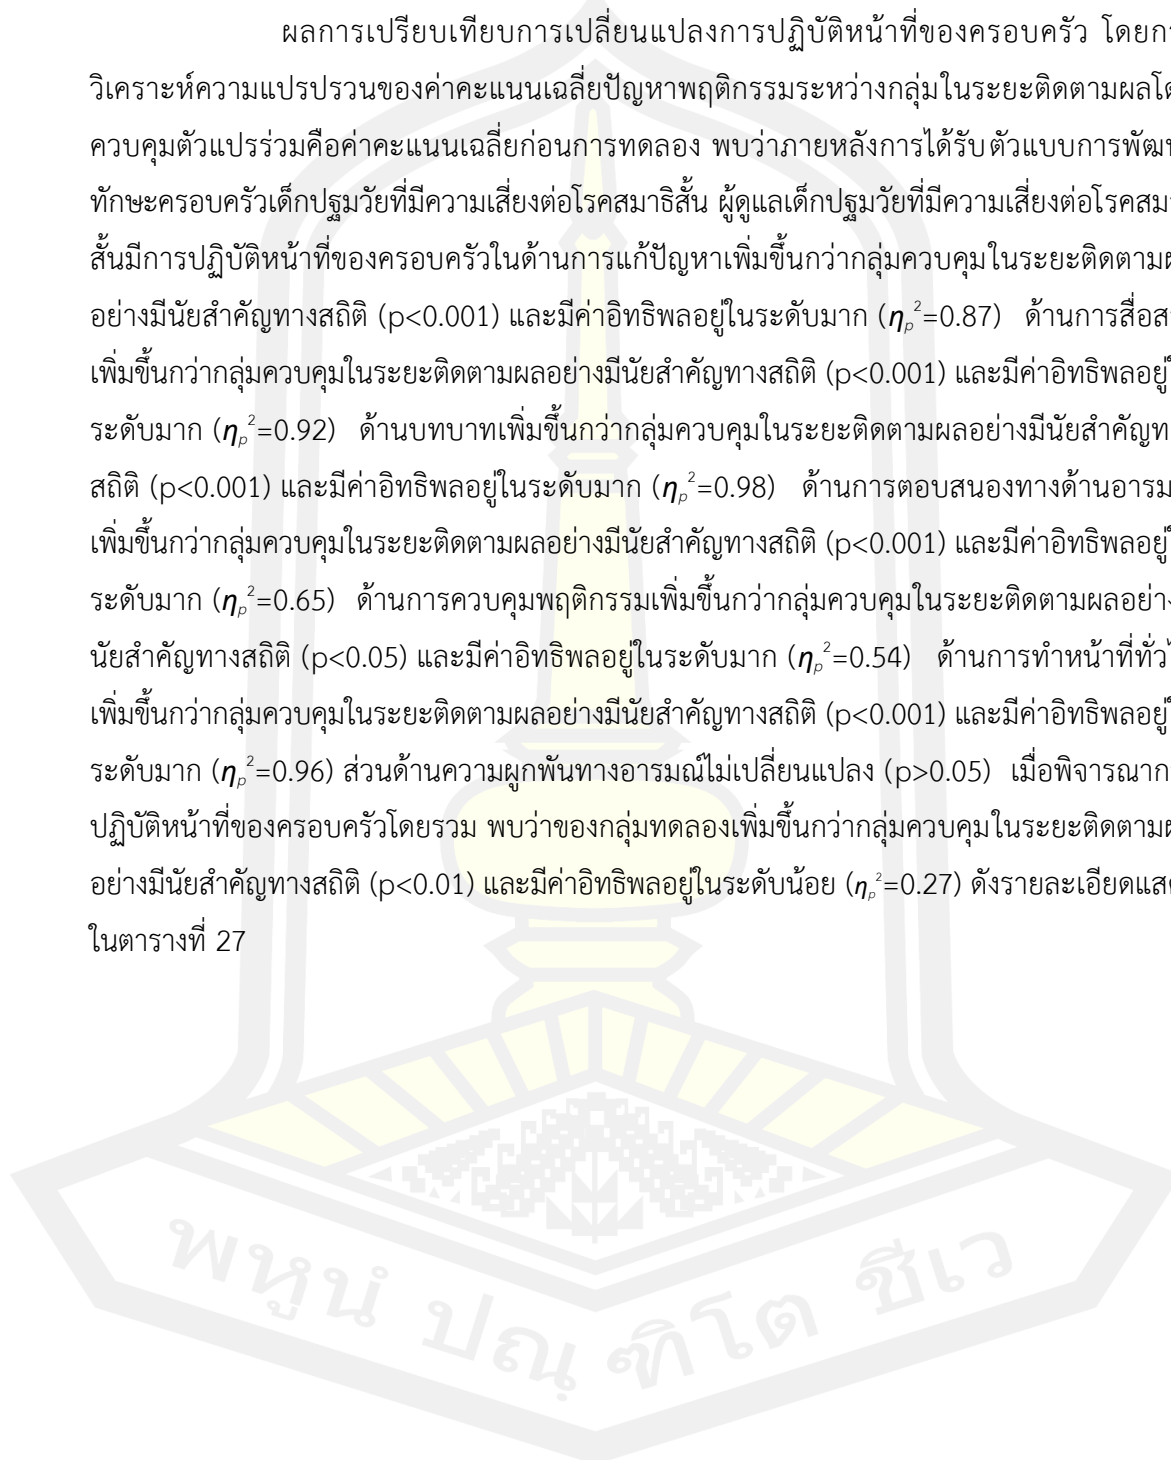 ผลการเปรียบเทียบการเปลี่ยนแปลงการปฏิบัติหน้าที่ของครอบครัว โดยกา
วิเคราะห์ความแปรปรวนของค่าคะแนนเฉลี่ยปัญหาพฤติกรรมระหว่างกลุ่มในระยะติดตามผลโด
ควบคุมตัวแปรร่วมคือค่าคะแนนเฉลี่ยก่อนการทดลอง พบว่าภายหลังการได้รับตัวแบบการพัฒน
ทักษะครอบครัวเด็กปฐมวัยที่มีความเสี่ยงต่อโรคสมาธิสั้น ผู้ดูแลเด็กปฐมวัยที่มีความเสี่ยงต่อโรคสมา
สั้นมีการปฏิบัติหน้าที่ของครอบครัวในด้านการแก้ปัญหาเพิ่มขึ้นกว่ากลุ่มควบคุมในระยะติดตามผ
อย่างมีนัยสำคัญทางสถิติ (p<0.001) และมีค่าอิทธิพลอยู่ในระดับมาก (ηₚ²=0.87) ด้านการสื่อสา
เพิ่มขึ้นกว่ากลุ่มควบคุมในระยะติดตามผลอย่างมีนัยสำคัญทางสถิติ (p<0.001) และมีค่าอิทธิพลอยู่ใ
ระดับมาก (ηₚ²=0.92) ด้านบทบาทเพิ่มขึ้นกว่ากลุ่มควบคุมในระยะติดตามผลอย่างมีนัยสำคัญทา
สถิติ (p<0.001) และมีค่าอิทธิพลอยู่ในระดับมาก (ηₚ²=0.98) ด้านการตอบสนองทางด้านอารม
เพิ่มขึ้นกว่ากลุ่มควบคุมในระยะติดตามผลอย่างมีนัยสำคัญทางสถิติ (p<0.001) และมีค่าอิทธิพลอยู่ใ
ระดับมาก (ηₚ²=0.65) ด้านการควบคุมพฤติกรรมเพิ่มขึ้นกว่ากลุ่มควบคุมในระยะติดตามผลอย่าง
นัยสำคัญทางสถิติ (p<0.05) และมีค่าอิทธิพลอยู่ในระดับมาก (ηₚ²=0.54) ด้านการทำหน้าที่ทั่วไ
เพิ่มขึ้นกว่ากลุ่มควบคุมในระยะติดตามผลอย่างมีนัยสำคัญทางสถิติ (p<0.001) และมีค่าอิทธิพลอยู่ใ
ระดับมาก (ηₚ²=0.96) ส่วนด้านความผูกพันทางอารมณ์ไม่เปลี่ยนแปลง (p>0.05) เมื่อพิจารณาก
ปฏิบัติหน้าที่ของครอบครัวโดยรวม พบว่าของกลุ่มทดลองเพิ่มขึ้นกว่ากลุ่มควบคุมในระยะติดตามผ
อย่างมีนัยสำคัญทางสถิติ (p<0.01) และมีค่าอิทธิพลอยู่ในระดับน้อย (ηₚ²=0.27) ดังรายละเอียดแสด
ในตารางที่ 27
พหูนํ ปณฺฑิโต ชีเว